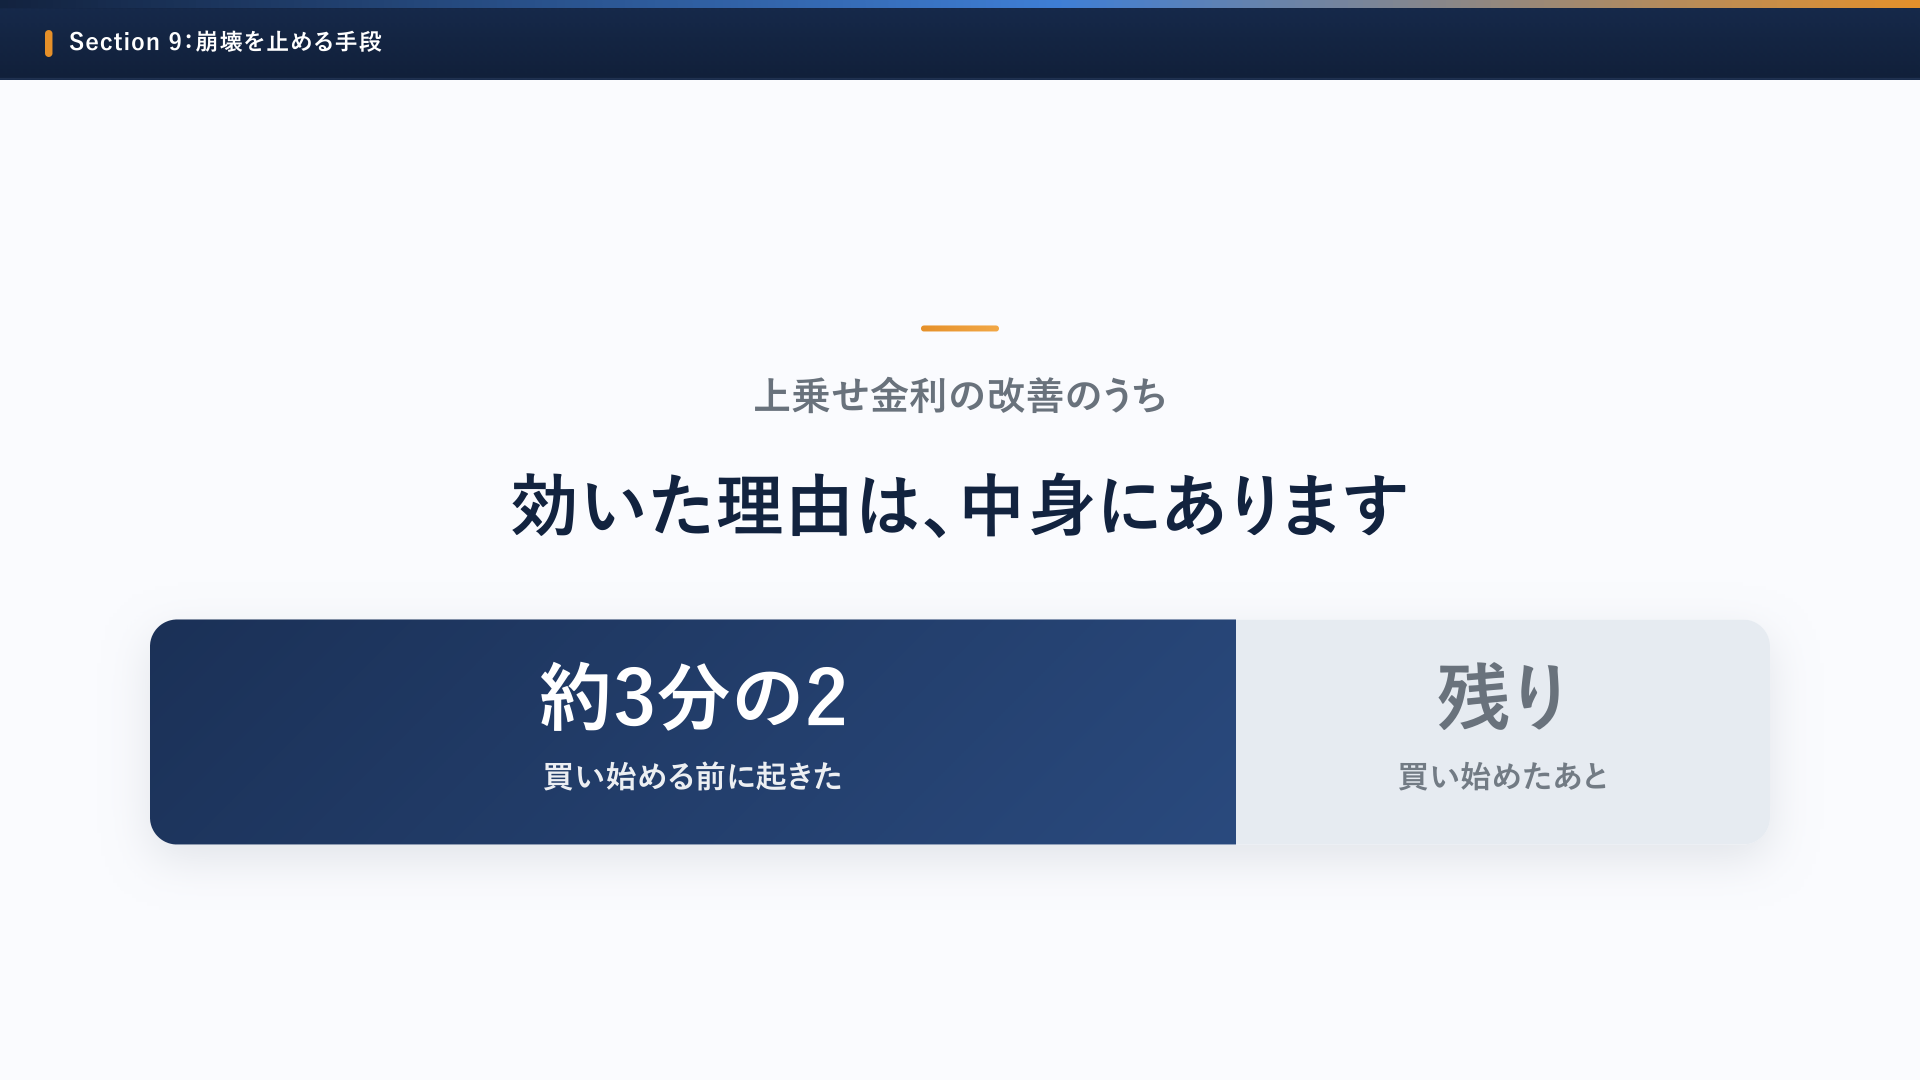 Section 9：崩壊を止める手段
上乗せ金利の改善のうち
効いた理由は、中身にあります
約3分の2
買い始める前に起きた
残り
買い始めたあと